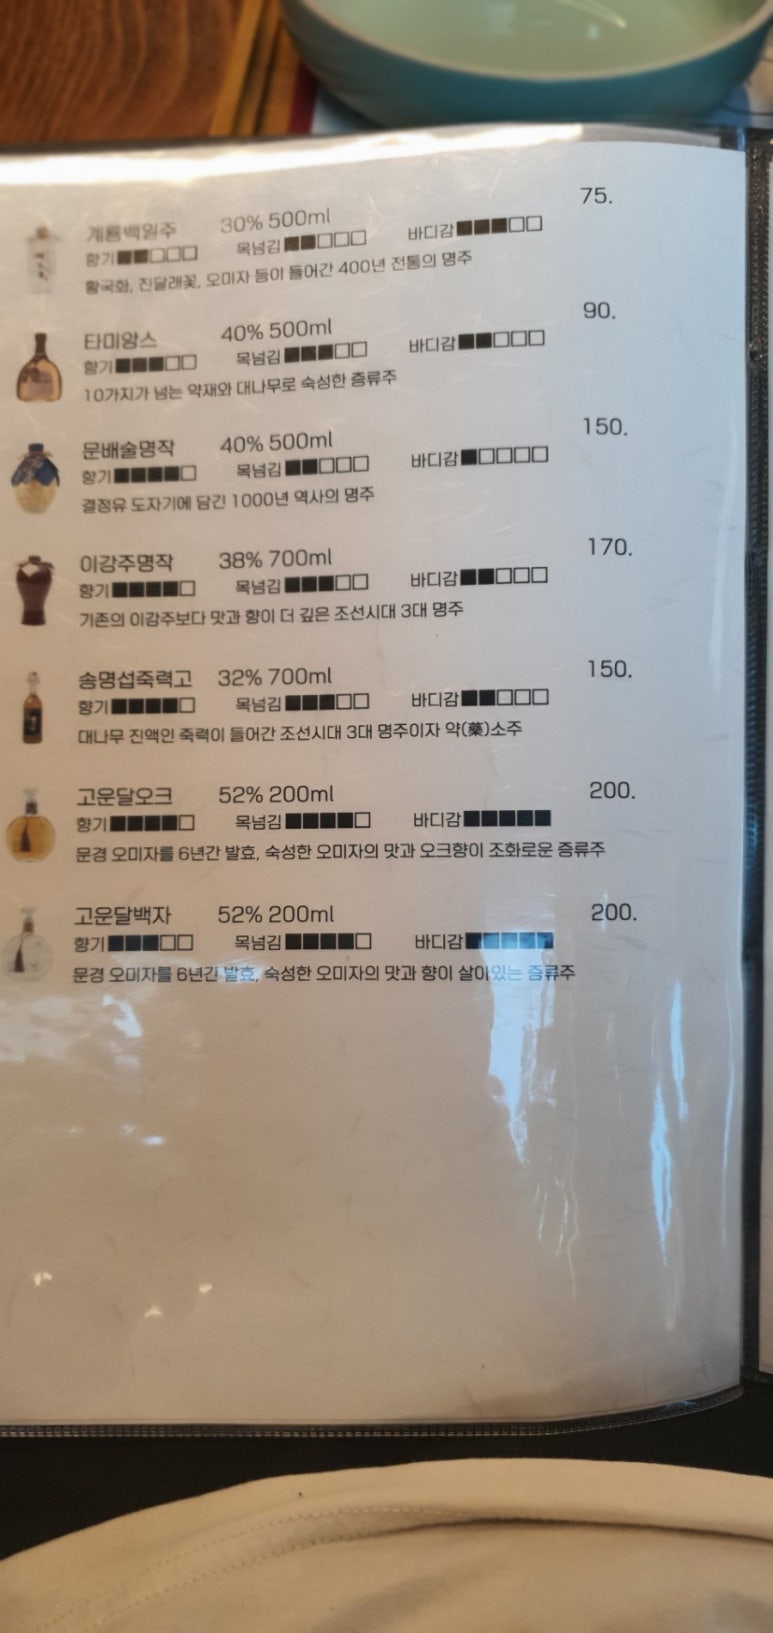 계룡백일주 30% 500ml 75.
향기■■□□□ 목넘김■■□□□ 바디감■■■□□
황국화, 진달래꽃, 오미자 등이 들어간 400년 전통의 명주
타미앙스 40% 500ml 90.
향기■■■□□ 목넘김■■■□□ 바디감■■□□□
10가지가 넘는 약재와 대나무로 숙성한 증류주
문배술명작 40% 500ml 150.
향기■■■■□ 목넘김■■□□□ 바디감■□□□□
결정유 도자기에 담긴 1000년 역사의 명주
이강주명작 38% 700ml 170.
향기■■■■□ 목넘김■■■□□ 바디감■■□□□
기존의 이강주보다 맛과 향이 더 깊은 조선시대 3대 명주
송명섭죽력고 32% 700ml 150.
향기■■■■□ 목넘김■■■□□ 바디감■■□□□
대나무 진액인 죽력이 들어간 조선시대 3대 명주이자 약(藥)소주
고운달오크 52% 200ml 200.
향기■■■■□ 목넘김■■■■□ 바디감■■■■■
문경 오미자를 6년간 발효, 숙성한 오미자의 맛과 오크향이 조화로운 증류주
고운달백자 52% 200ml 200.
향기■■■□□ 목넘김■■■■□ 바디감■■■■■
문경 오미자를 6년간 발효, 숙성한 오미자의 맛과 향이 살아있는 증류주